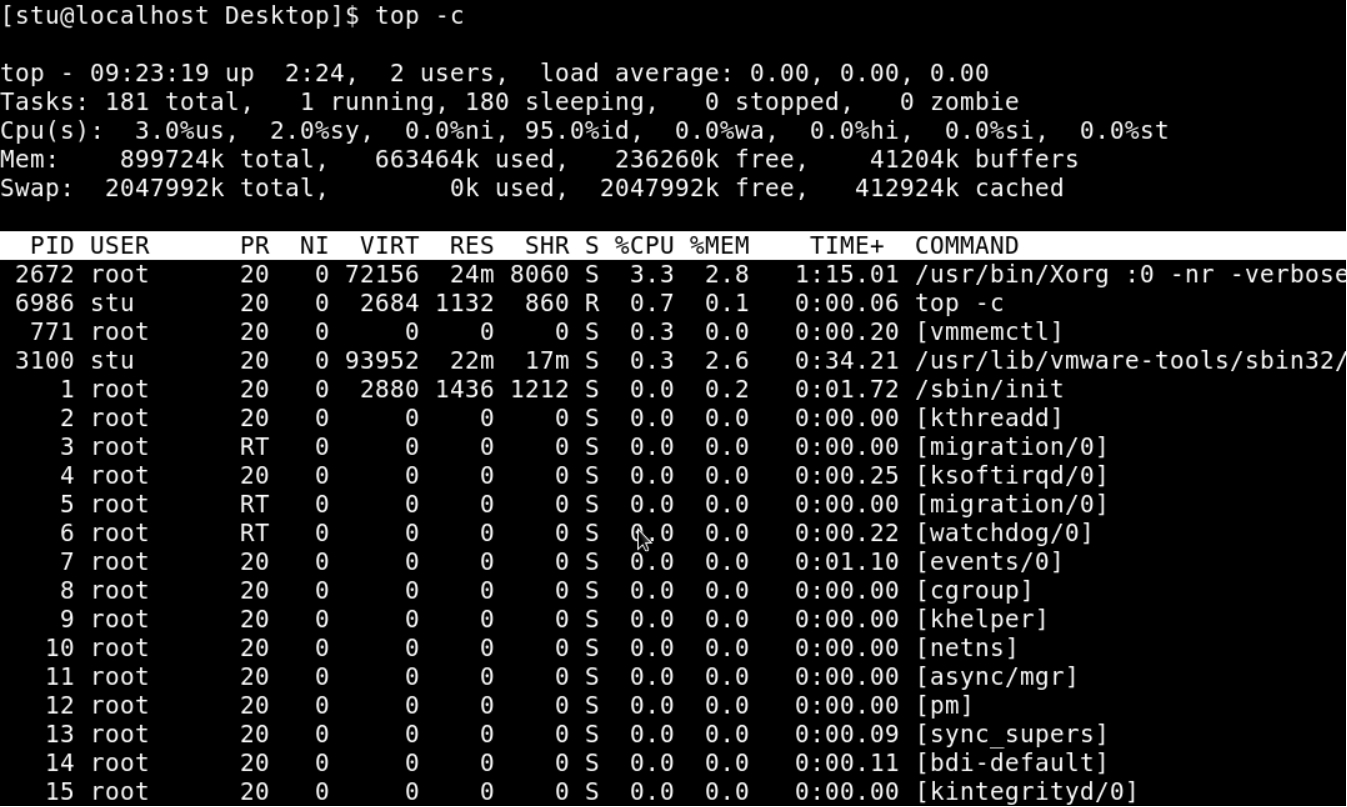 [stu@localhost Desktop]$ top -c
top - 09:23:19 up  2:24,  2 users,  load average: 0.00, 0.00, 0.00
Tasks: 181 total,   1 running, 180 sleeping,   0 stopped,   0 zombie
Cpu(s):  3.0%us,  2.0%sy,  0.0%ni, 95.0%id,  0.0%wa,  0.0%hi,  0.0%si,  0.0%st
Mem:    899724k total,   663464k used,   236260k free,    41204k buffers
Swap:  2047992k total,        0k used,  2047992k free,   412924k cached
  PID USER      PR  NI  VIRT  RES  SHR S %CPU %MEM    TIME+  COMMAND
 2672 root      20   0 72156  24m 8060 S  3.3  2.8   1:15.01 /usr/bin/Xorg :0 -nr -verbose
 6986 stu       20   0  2684 1132  860 R  0.7  0.1   0:00.06 top -c
  771 root      20   0     0    0    0 S  0.3  0.0   0:00.20 [vmmemctl]
 3100 stu       20   0 93952  22m  17m S  0.3  2.6   0:34.21 /usr/lib/vmware-tools/sbin32/
    1 root      20   0  2880 1436 1212 S  0.0  0.2   0:01.72 /sbin/init
    2 root      20   0     0    0    0 S  0.0  0.0   0:00.00 [kthreadd]
    3 root      RT   0     0    0    0 S  0.0  0.0   0:00.00 [migration/0]
    4 root      20   0     0    0    0 S  0.0  0.0   0:00.25 [ksoftirqd/0]
    5 root      RT   0     0    0    0 S  0.0  0.0   0:00.00 [migration/0]
    6 root      RT   0     0    0    0 S  0.0  0.0   0:00.22 [watchdog/0]
    7 root      20   0     0    0    0 S  0.0  0.0   0:01.10 [events/0]
    8 root      20   0     0    0    0 S  0.0  0.0   0:00.00 [cgroup]
    9 root      20   0     0    0    0 S  0.0  0.0   0:00.00 [khelper]
   10 root      20   0     0    0    0 S  0.0  0.0   0:00.00 [netns]
   11 root      20   0     0    0    0 S  0.0  0.0   0:00.00 [async/mgr]
   12 root      20   0     0    0    0 S  0.0  0.0   0:00.00 [pm]
   13 root      20   0     0    0    0 S  0.0  0.0   0:00.09 [sync_supers]
   14 root      20   0     0    0    0 S  0.0  0.0   0:00.11 [bdi-default]
   15 root      20   0     0    0    0 S  0.0  0.0   0:00.00 [kintegrityd/0]